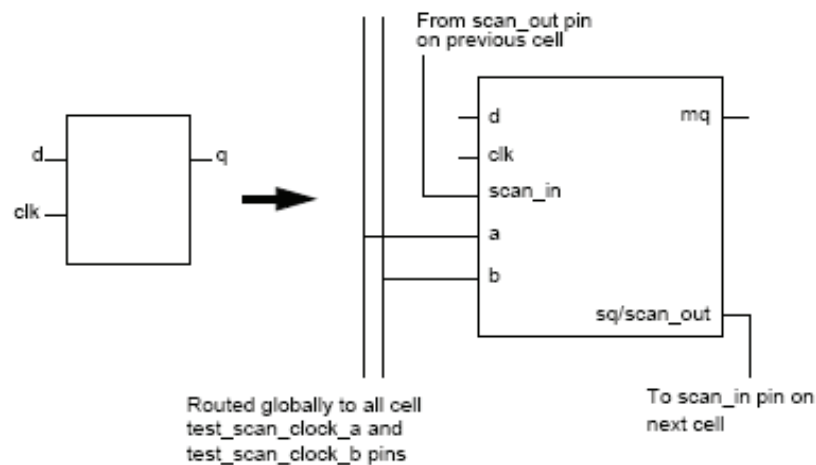 From scan_out pin
on previous cell
d
q
clk
d
mq
clk
scan_in
a
b
sq/scan_out
Routed globally to all cell
test_scan_clock_a and
test_scan_clock_b pins
To scan_in pin on
next cell